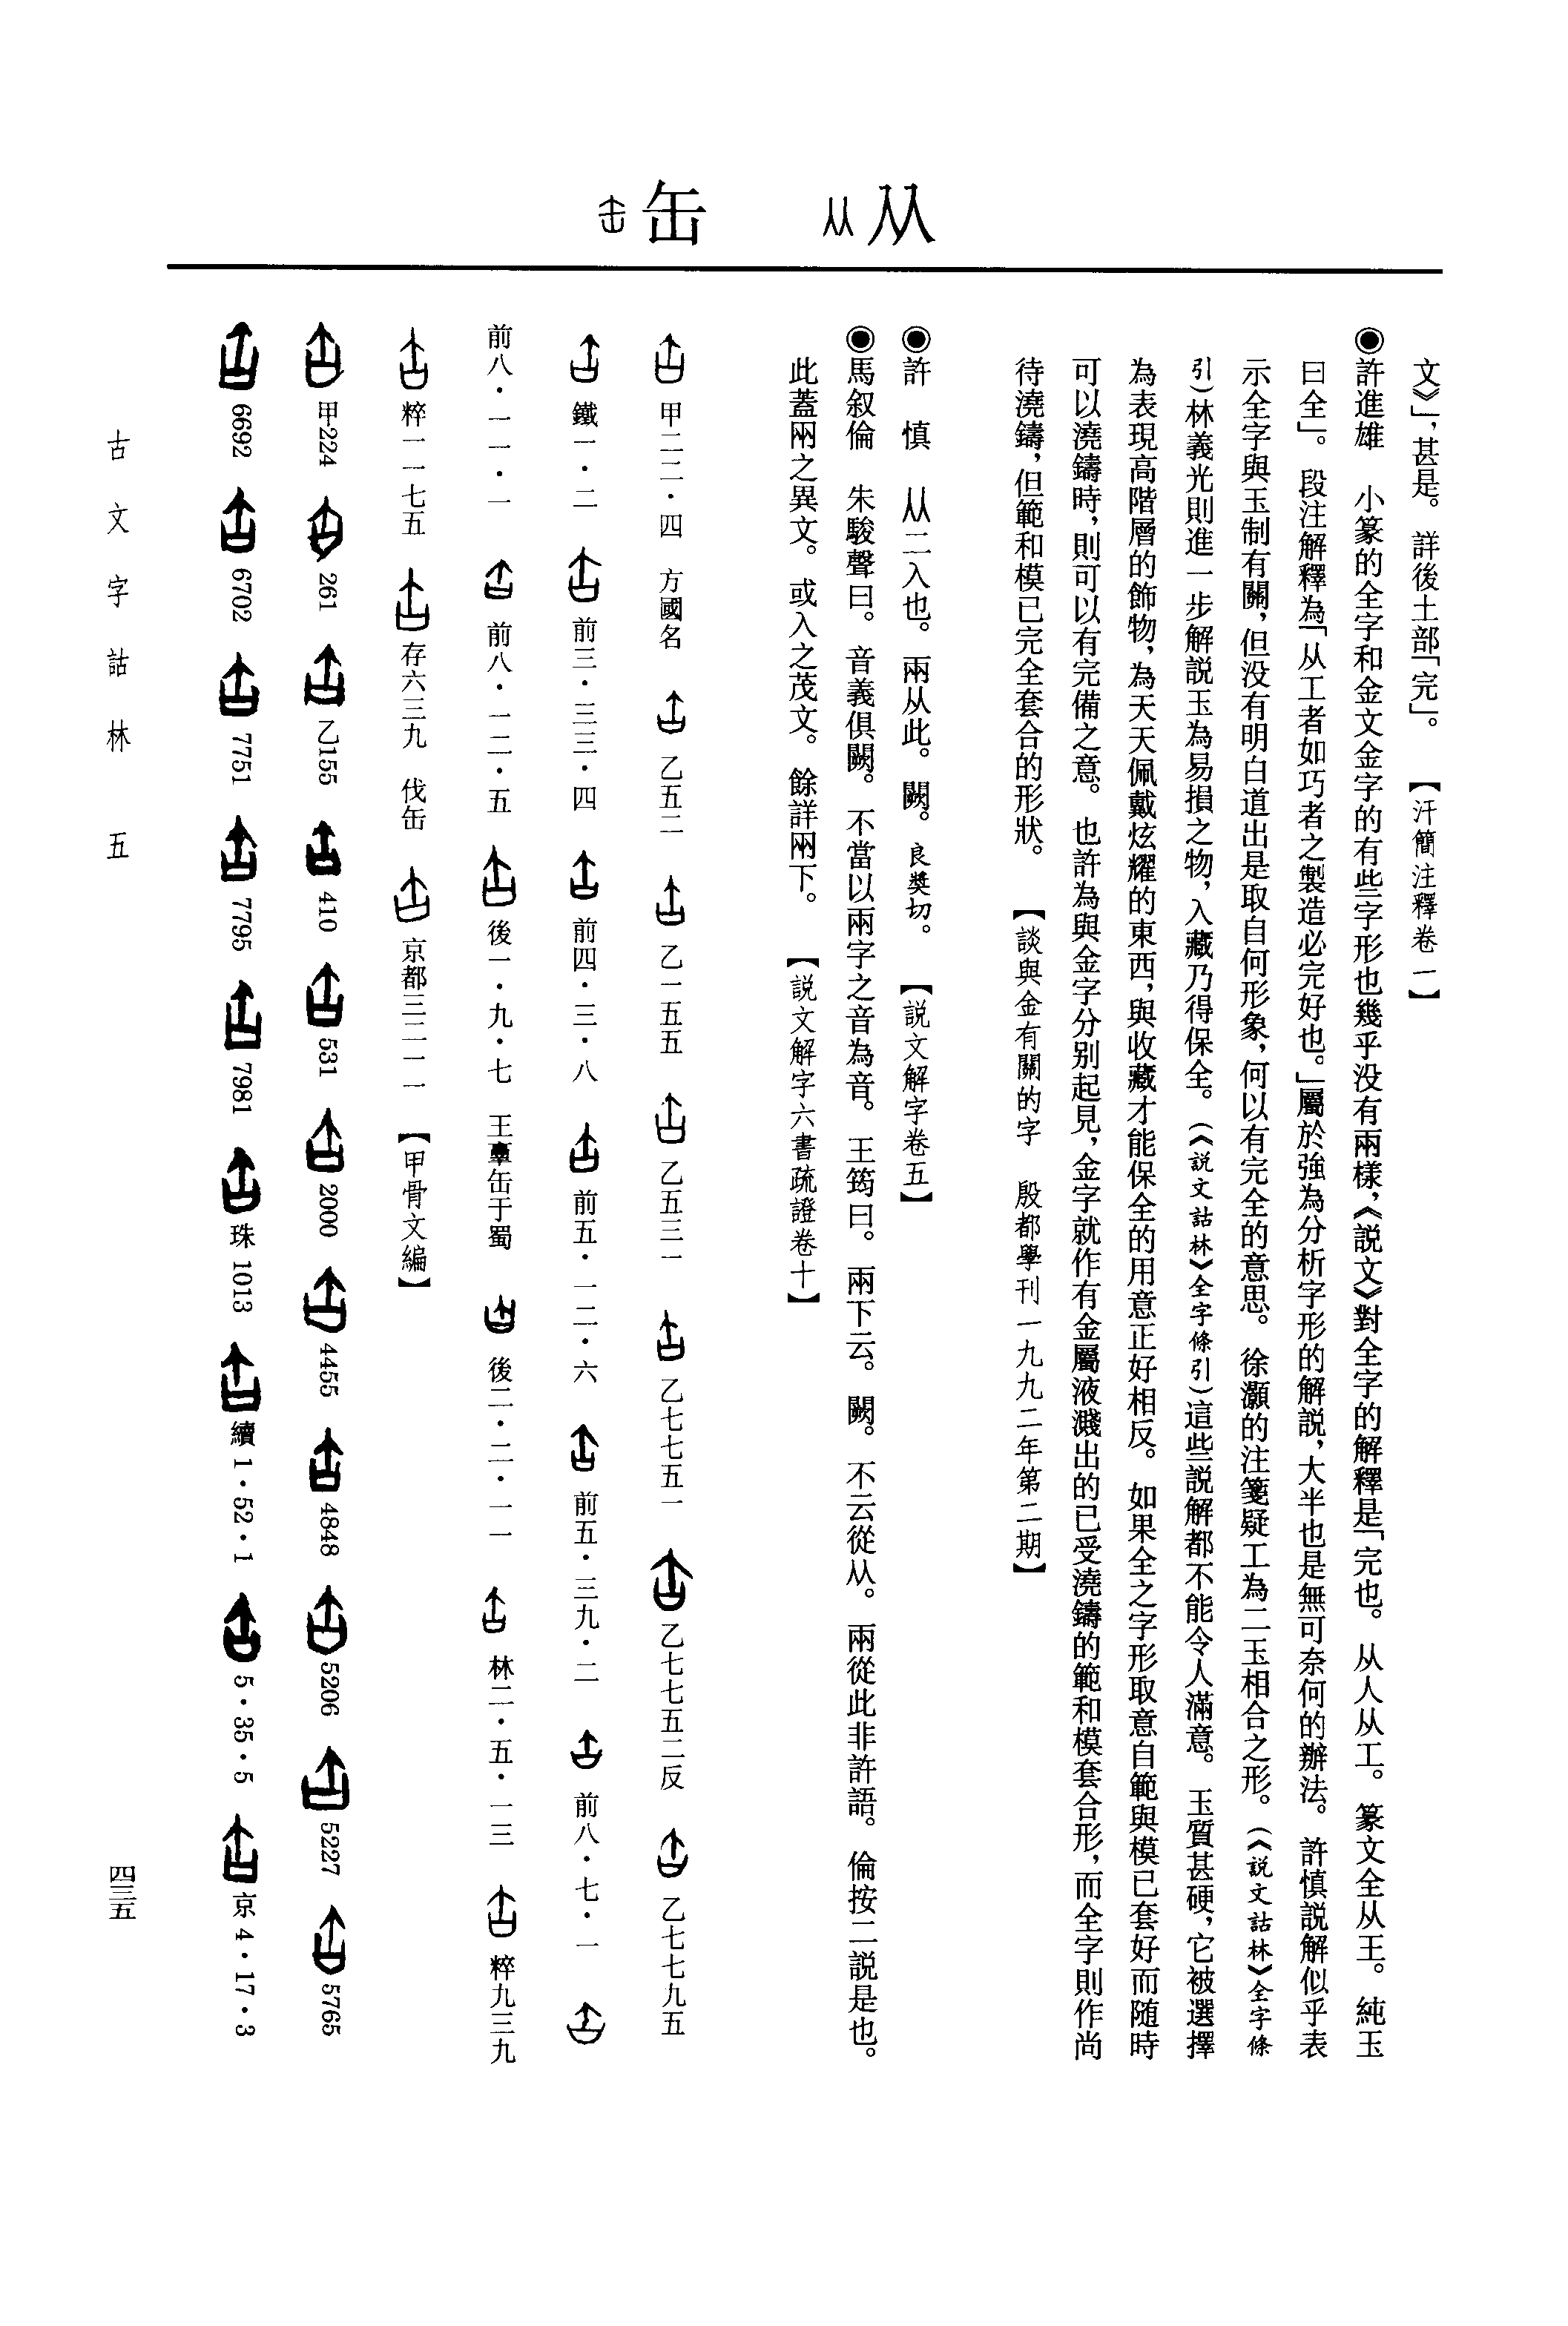 从 从 缶 缶
文》」，甚是。詳後土部「完」。【汗簡注釋卷一】
◉許進雄　小篆的全字和金文金字的有些字形也幾乎没有兩樣，《説文》對全字的解釋是「完也。从人从工。篆文全从王。純玉
曰全」。段注解釋為「从工者如巧者之製造必完好也。」屬於強為分析字形的解説，大半也是無可奈何的辦法。許慎説解似乎表
示全字與玉制有關，但没有明白道出是取自何形象，何以有完全的意思。徐灝的注箋疑工為二玉相合之形。（《説文詁林》全字條
引）林義光則進一步解説玉為易損之物，入藏乃得保全。（《説文詁林》全字條引）這些説解都不能令人滿意。玉質甚硬，它被選擇
為表現高階層的飾物，為天天佩戴炫耀的東西，與收藏才能保全的用意正好相反。如果全之字形取意自範與模已套好而隨時
可以澆鑄時，則可以有完備之意。也許為與金字分别起見，金字就作有金屬液濺出的已受澆鑄的範和模套合形，而全字則作尚
待澆鑄，但範和模已完全套合的形狀。【談與金有關的字　殷都學刊一九九二年第二期】
◉許　慎　从二入也。兩从此。闕。良獎切。【説文解字卷五】
◉馬叙倫　朱駿聲曰。音義俱闕。不當以兩字之音為音。王筠曰。兩下云。闕。不云從从。兩從此非許語。倫按二説是也。
此蓋兩之異文。或入之茂文。餘詳兩下。【説文解字六書疏證卷十】
甲二二・四　方國名　乙五二　乙一五五　乙五三一　乙七七五一　乙七七五二反　乙七七九五
鐵一・二　前三・三三・四　前四・三・八　前五・一二・六　前五・三九・二　前八・七・一
前八・一一・一　前八・一二・五　後一・九・七　王𦎫缶于蜀　後二・二・一一　林二・五・一三　粹九三九
粹一一七五　存六三九　伐缶　京都三二一一　【甲骨文編】
甲224　261　乙155　410　531　2000　4455　4848　5206　5227　5765
6692　6702　7751　7795　7981　珠1013　續1・52・1　5・35・5　京4・17・3
古文字詁林　五
四三五